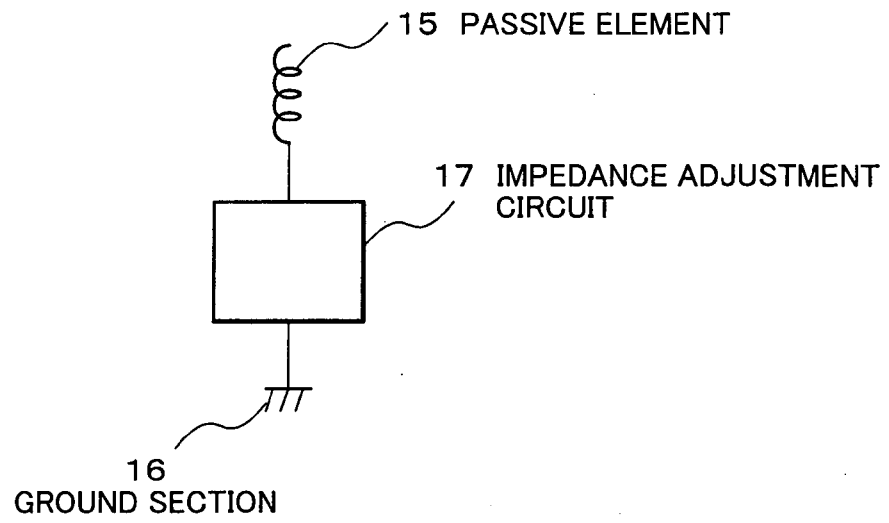 15 PASSIVE ELEMENT
17 IMPEDANCE ADJUSTMENT
CIRCUIT
16
GROUND SECTION